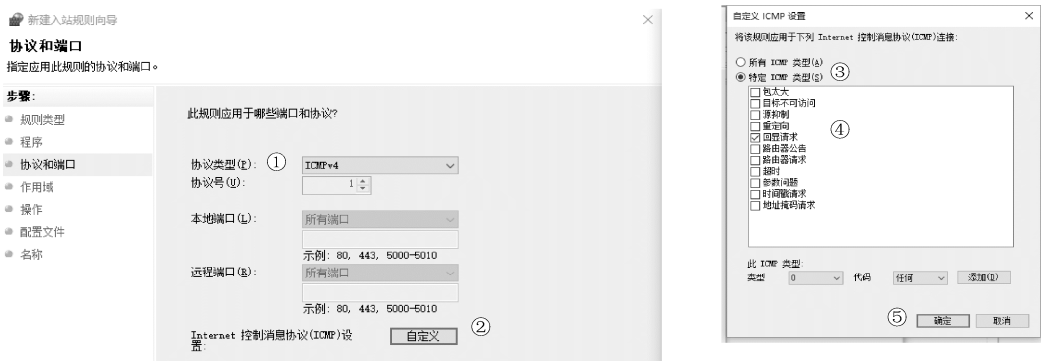 新建入站规则向导
协议和端口
指定应用此规则的协议和端口。
步骤:
规则类型
程序
协议和端口
作用域
操作
配置文件
名称
此规则应用于哪些端口和协议?
协议类型(P): ① ICMPv4
协议号(U): 1
本地端口(L): 所有端口
示例: 80, 443, 5000-5010
远程端口(R): 所有端口
示例: 80, 443, 5000-5010
Internet 控制消息协议(ICMP)设置: 自定义 ②
自定义 ICMP 设置
将该规则应用于下列 Internet 控制消息协议(ICMP)连接:
所有 ICMP 类型(A)
特定 ICMP 类型(S) ③
包太大
目标不可访问
源抑制
重定向 ④
回显请求
路由器公告
路由器请求
超时
参数问题
时间戳请求
地址掩码请求
此 ICMP 类型:
类型 0 代码 任何 添加(D)
⑤ 确定 取消